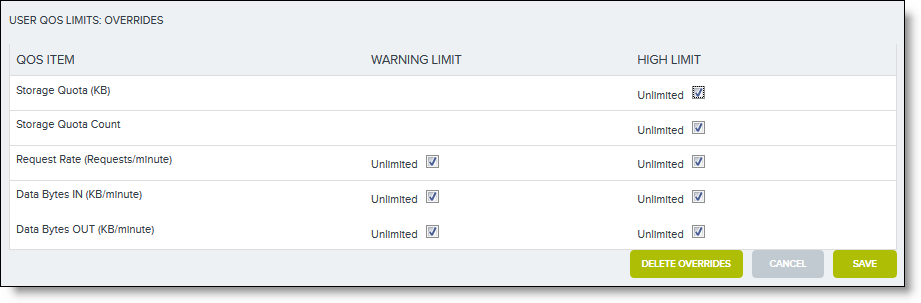 USER QOS LIMITS: OVERRIDES
QOS ITEM WARNING LIMIT HIGH LIMIT
Storage Quota (KB) Unlimited
Storage Quota Count Unlimited
Request Rate (Requests/minute) Unlimited Unlimited
Data Bytes IN (KB/minute) Unlimited Unlimited
Data Bytes OUT (KB/minute) Unlimited Unlimited
DELETE OVERRIDES CANCEL SAVE